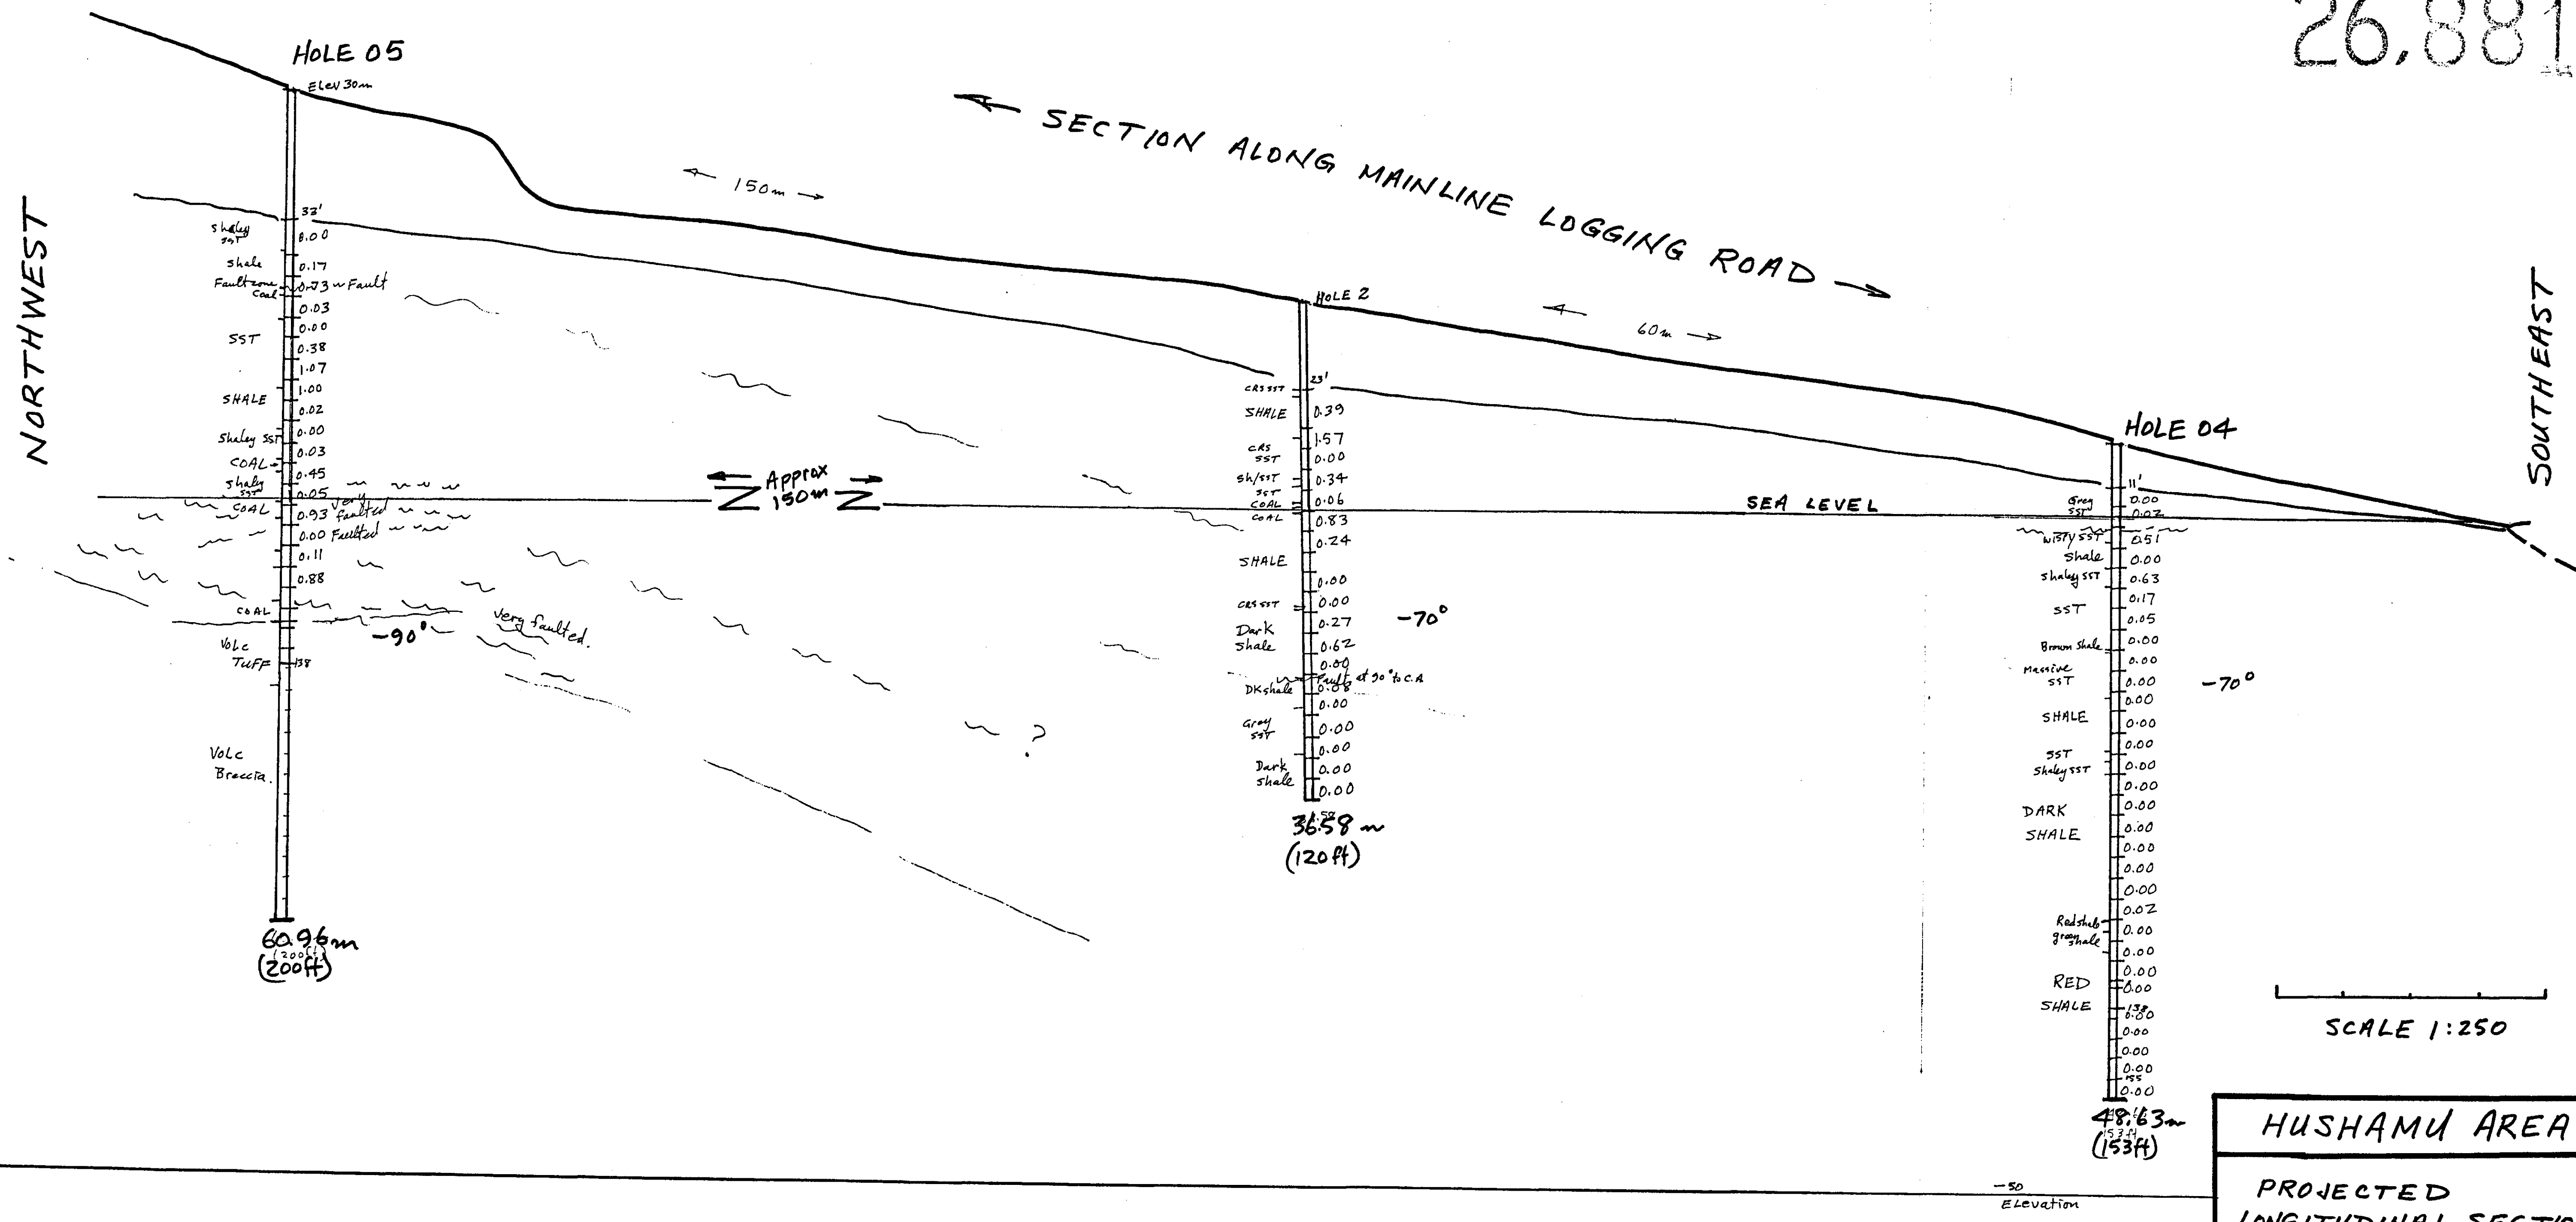 26,881
HOLE 05
Elev 30m
← SECTION ALONG MAINLINE LOGGING ROAD →
← 150m →
NORTHWEST
32'
Shaley
SST
0.00
Shale
0.17
Fault zone
0.73 ~ Fault
Coal
0.03
0.00
SST
0.38
1.07
1.00
SHALE
0.02
Shaley SST
0.00
0.03
COAL
0.45
Shaly
SST
0.05
Very
COAL
0.93 faulted
0.00 Faulted
0.11
0.88
COAL
-90°
very faulted.
Volc
TUFF
138
Volc
Breccia.
60.96m
(200ft)
← Approx →
150m
?
HOLE 2
← 60m →
CRS SST
23'
SHALE
0.39
1.57
CRS
SST
0.00
Sh/SST
0.34
SST
0.06
COAL
COAL
0.83
0.24
SHALE
0.00
CRS SST
0.00
0.27
-70°
Dark
Shale
0.62
0.00
Fault at 90° to C.A
DK shale
0.08
0.00
Grey
SST
0.00
0.00
Dark
Shale
0.00
0.00
36.58 m
(120ft)
SEA LEVEL
HOLE 04
SOUTHEAST
11'
Grey
SST
0.00
0.02
Wispy SST
0.51
Shale
0.00
Shaley SST
0.63
0.17
SST
0.05
0.00
Brown Shale
0.00
Massive
SST
0.00
-70°
0.00
SHALE
0.00
0.00
SST
Shaley SST
0.00
0.00
DARK
SHALE
0.00
0.00
0.00
0.00
0.00
0.02
Red shale
0.00
green shale
0.00
0.00
RED
SHALE
0.00
138
0.00
0.00
0.00
0.00
155
0.00
48.63m
(153ft)
SCALE 1:250
-50
Elevation
HUSHAMU AREA
PROJECTED